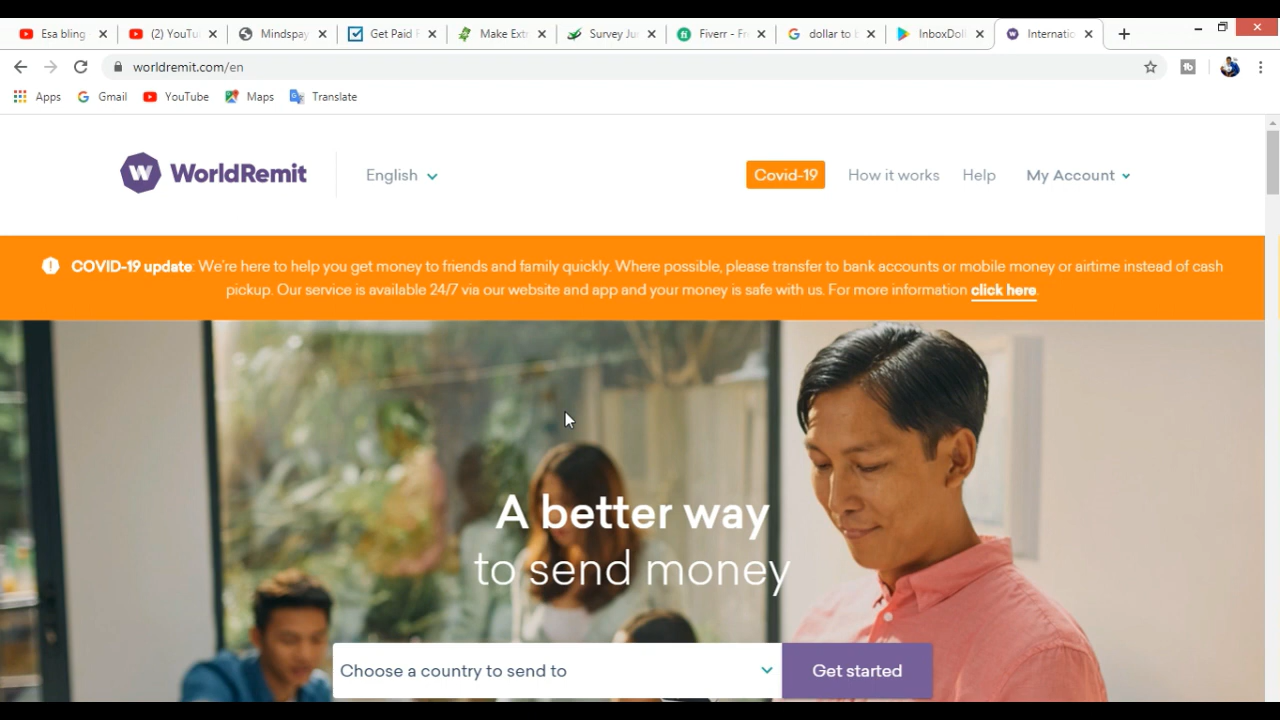 Esa bling
(2) YouTu
Mindspay
Get Paid
Make Ext
Survey Ju
Fiverr - Fr
dollar to b
InboxDoll
Internatio
worldremit.com/en
Apps
Gmail
YouTube
Maps
Translate
WorldRemit
English
Covid-19
How it works
Help
My Account
COVID-19 update: We're here to help you get money to friends and family quickly. Where possible, please transfer to bank accounts or mobile money or airtime instead of cash
pickup. Our service is available 24/7 via our website and app and your money is safe with us. For more information click here.
A better way
to send money
Choose a country to send to
Get started